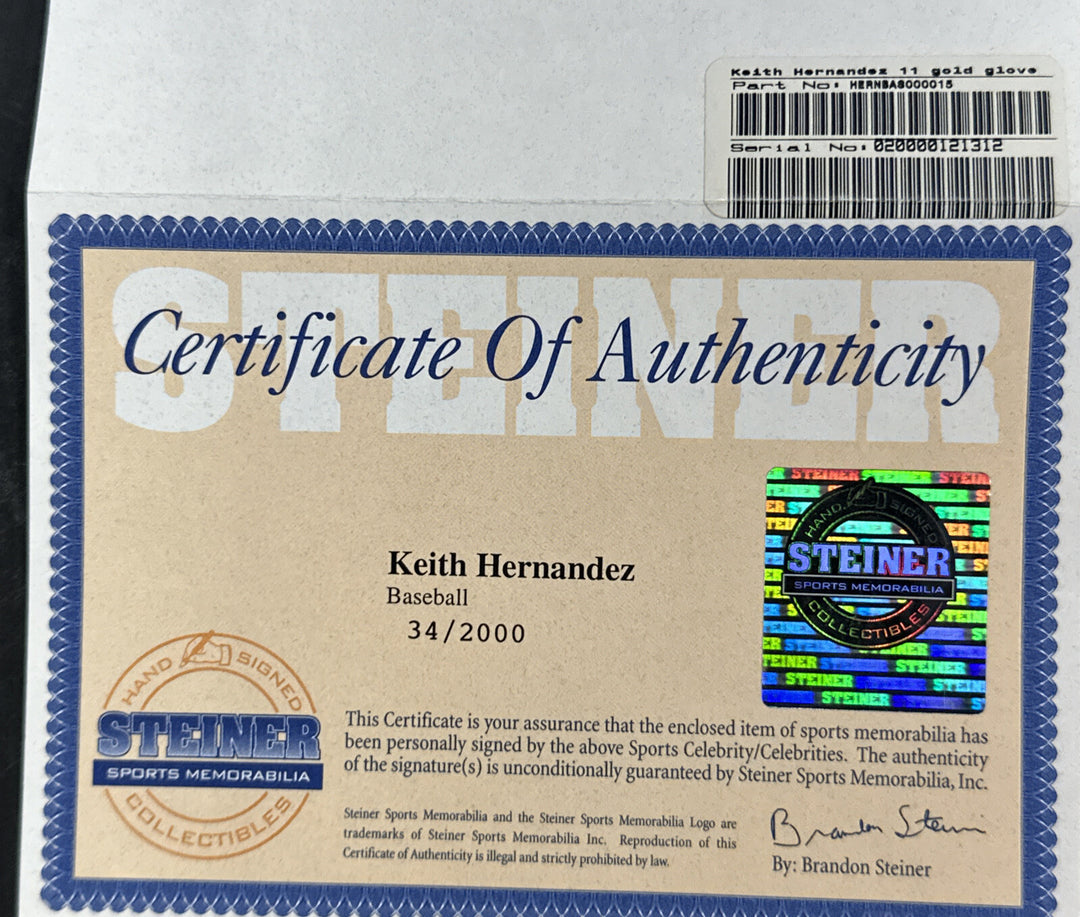 Keith Hernandez 11 gold glove
Part No: HERNBAS000015
Serial No: 020000121312
STEINER
Certificate Of Authenticity
Keith Hernandez
Baseball
34/2000
HAND SIGNED
STEINER
SPORTS MEMORABILIA
COLLECTIBLES
HAND SIGNED
STEINER
SPORTS MEMORABILIA
COLLECTIBLES
This Certificate is your assurance that the enclosed item of sports memorabilia has
been personally signed by the above Sports Celebrity/Celebrities. The authenticity
of the signature(s) is unconditionally guaranteed by Steiner Sports Memorabilia, Inc.
Steiner Sports Memorabilia and the Steiner Sports Memorabilia Logo are
trademarks of Steiner Sports Memorabilia Inc. Reproduction of this
Certificate of Authenticity is illegal and strictly prohibited by law.
Brandon Steiner
By: Brandon Steiner